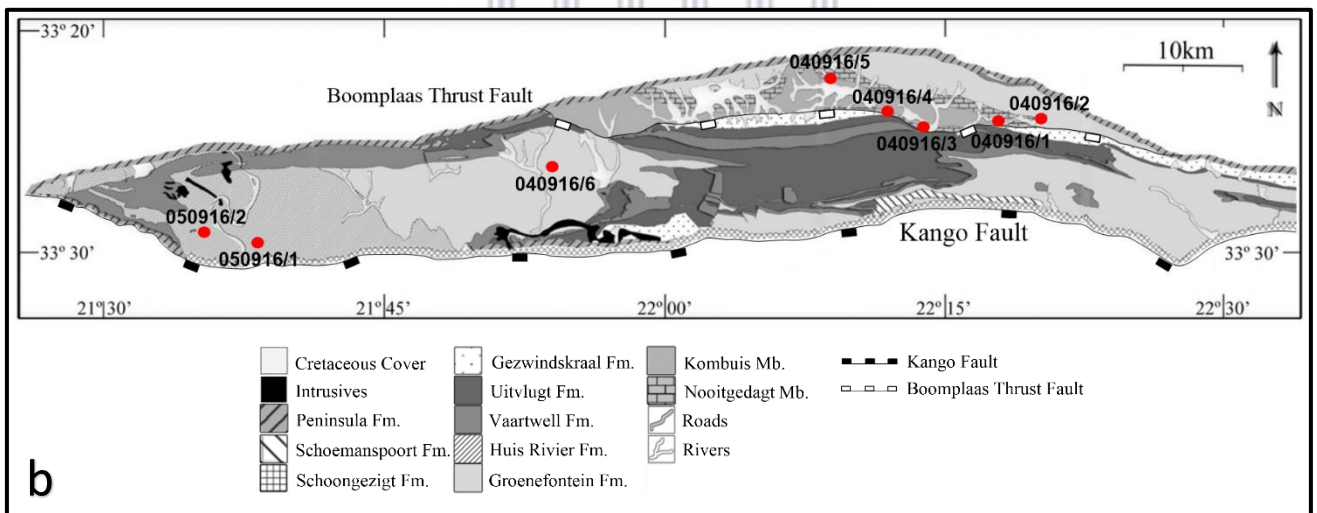 33º 20'
10km
N
Boomplaas Thrust Fault
040916/5
040916/4
040916/2
040916/3
040916/1
040916/6
050916/2
050916/1
Kango Fault
33º 30'
33º 30'
21º30'
21º45'
22º00'
22º15'
22º30'
Cretaceous Cover
Intrusives
Peninsula Fm.
Schoemanspoort Fm.
Schoongezigt Fm.
Gezwindskraal Fm.
Uitvlugt Fm.
Vaartwell Fm.
Huis Rivier Fm.
Groenefontein Fm.
Kombuis Mb.
Nooitgedagt Mb.
Roads
Rivers
Kango Fault
Boomplaas Thrust Fault
b